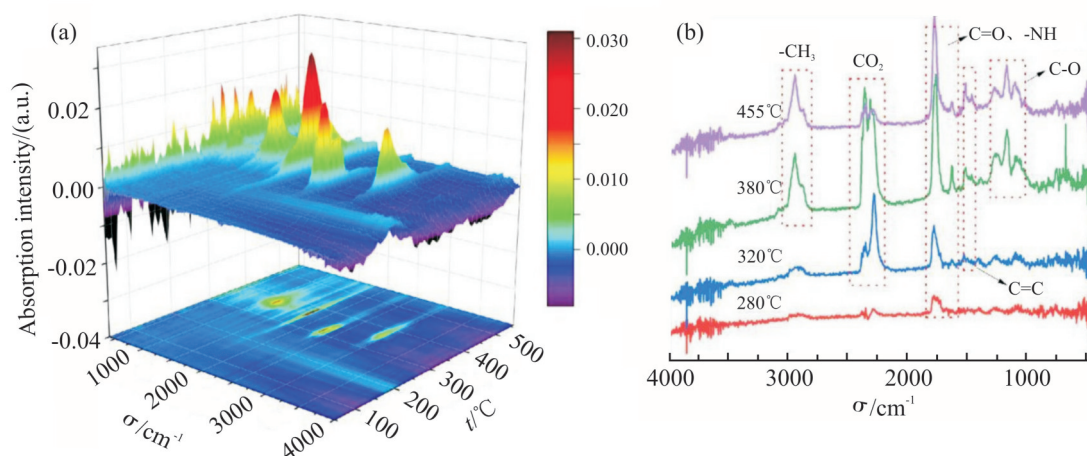 (a)
Absorption intensity/(a.u.)
0.02
0.00
-0.02
-0.04
1000
2000
3000
4000
σ/cm⁻¹
100
200
300
400
500
t/℃
0.030
0.020
0.010
0.000
(b)
-CH₃
CO₂
C=O、-NH
C-O
455℃
380℃
320℃
280℃
C=C
4000
3000
2000
1000
σ/cm⁻¹